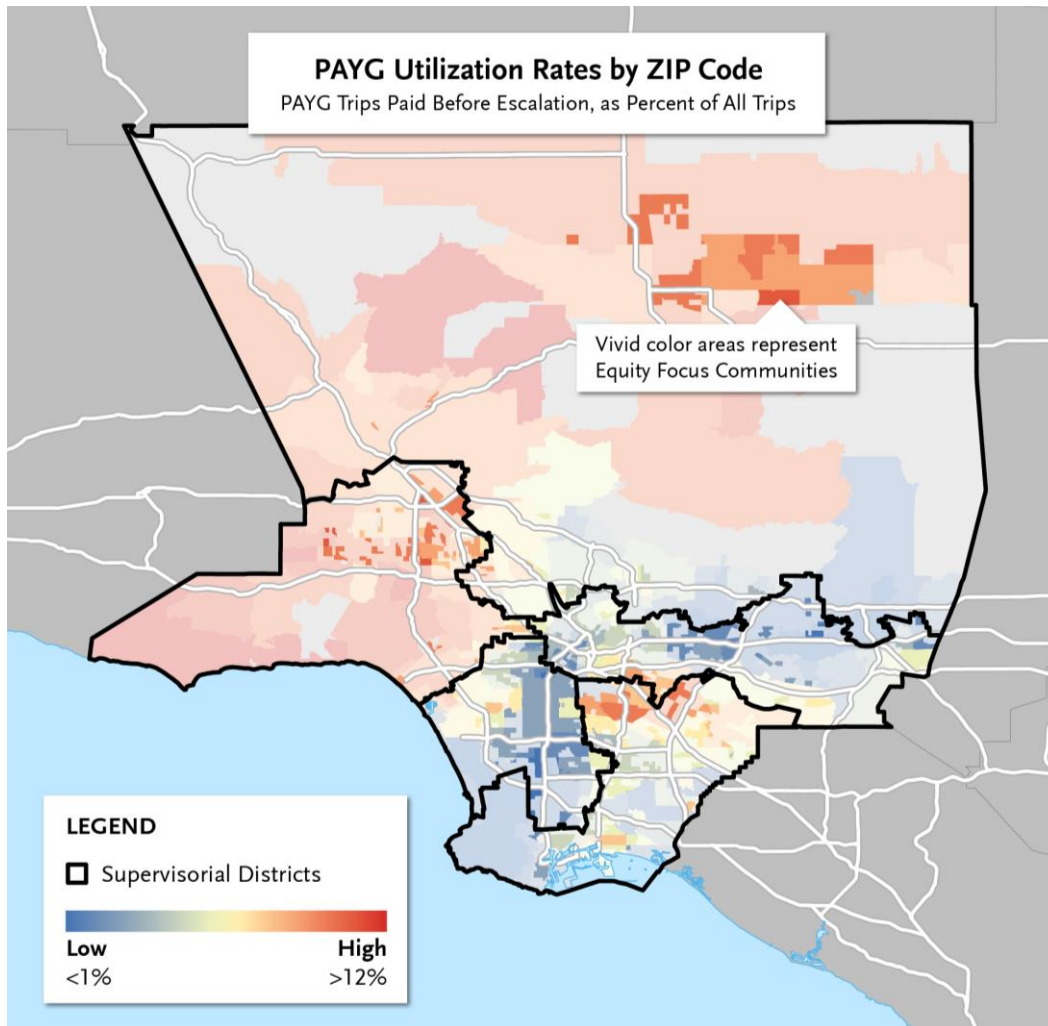 PAYG Utilization Rates by ZIP Code
PAYG Trips Paid Before Escalation, as Percent of All Trips
Vivid color areas represent
Equity Focus Communities
LEGEND
Supervisorial Districts
Low High
<1% >12%